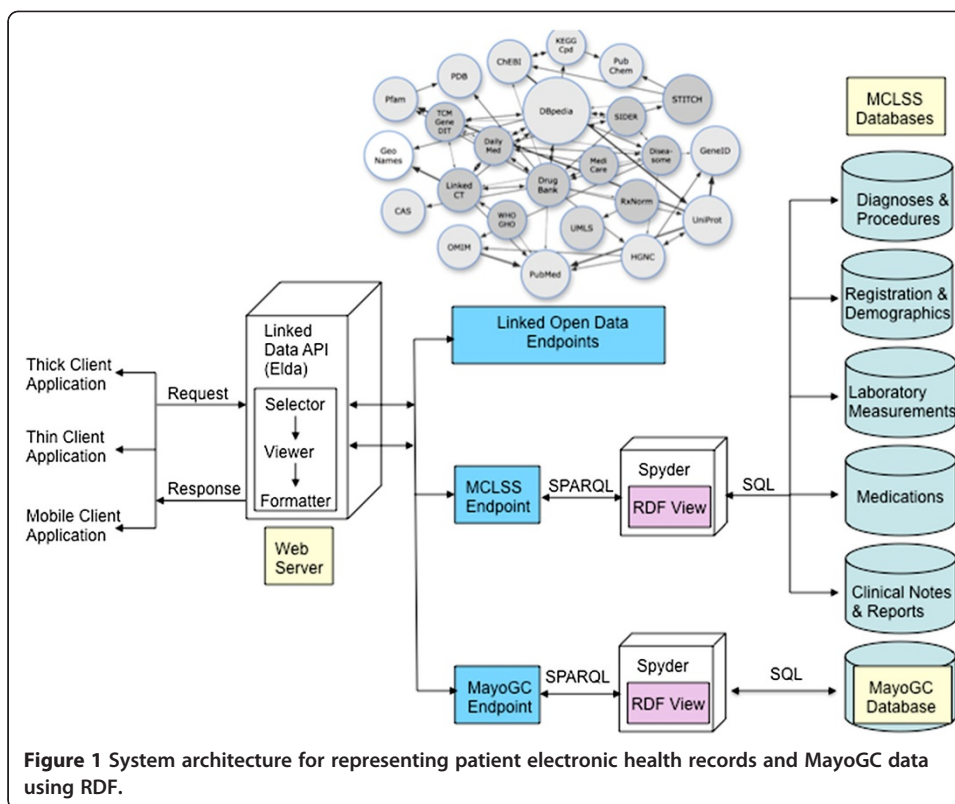 KEGG
Cpd
ChEBI
Pub
Chem
PDB
Pfam
STITCH
DBpedia
TCM
Gene
DIT
SIDER
Daily
Med
Disea-
some
GeneID
Geo
Names
Medi
Care
Linked
CT
Drug
Bank
RxNorm
CAS
WHO
GHO
UMLS
UniProt
OMIM
HGNC
PubMed
MCLSS
Databases
Diagnoses &
Procedures
Registration &
Demographics
Laboratory
Measurements
Medications
Clinical Notes
& Reports
MayoGC
Database
Linked Open Data
Endpoints
Linked
Data API
(Elda)
Selector
Viewer
Formatter
Web
Server
Thick Client
Application
Thin Client
Application
Mobile Client
Application
Request
Response
MCLSS
Endpoint
SPARQL
Spyder
RDF View
SQL
MayoGC
Endpoint
SPARQL
Spyder
RDF View
SQL
Figure 1 System architecture for representing patient electronic health records and MayoGC data
using RDF.